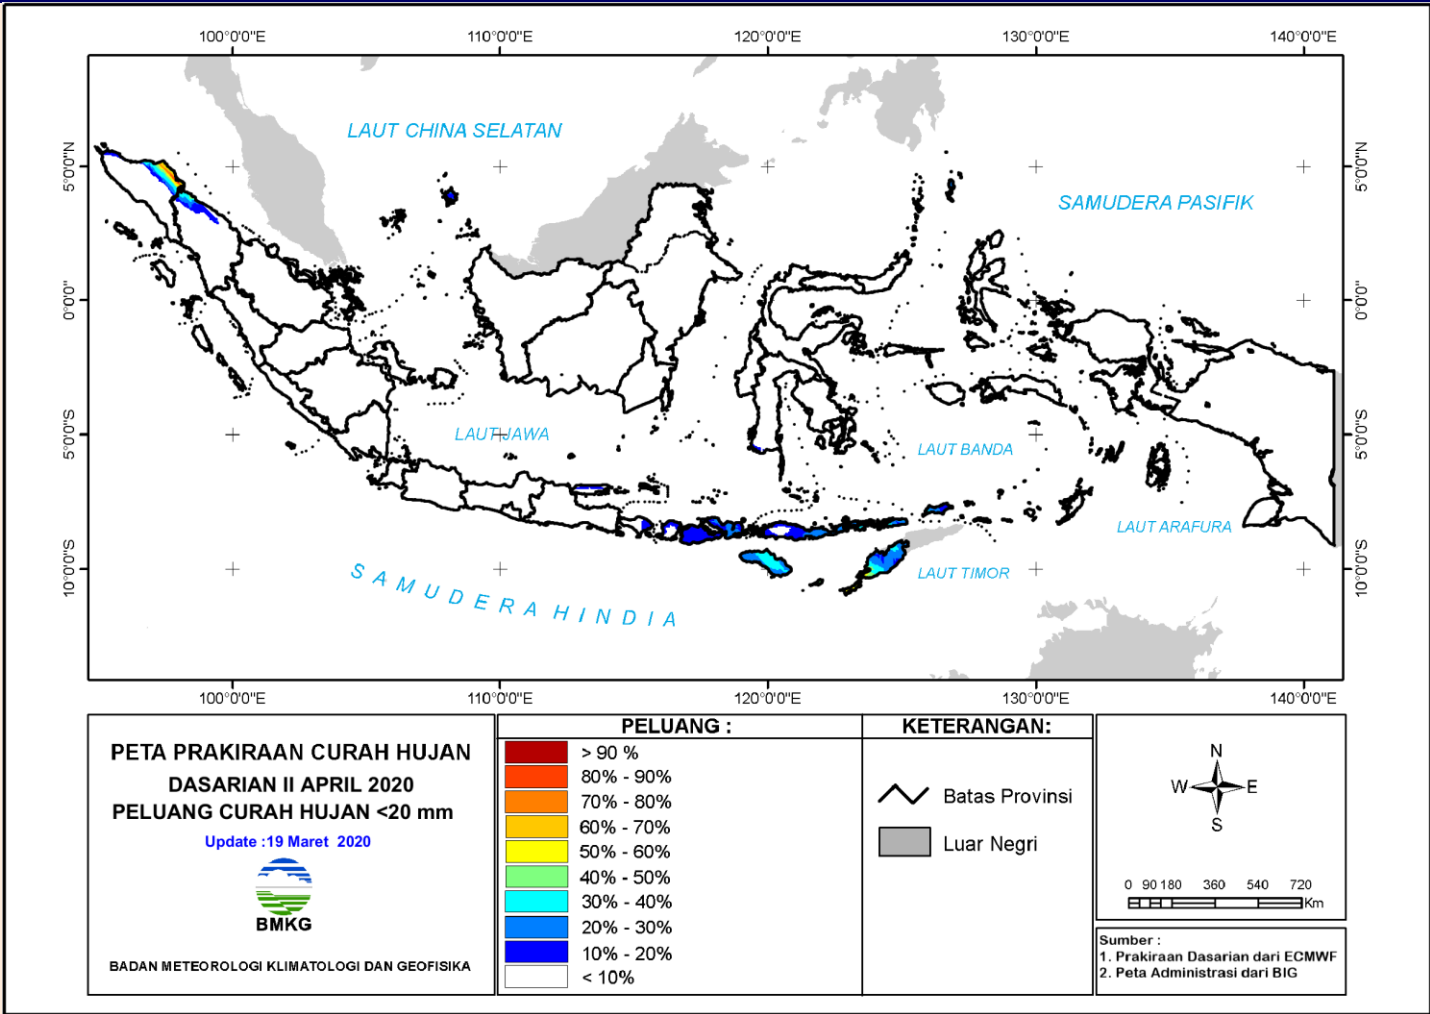 100°0'0"E 110°0'0"E 120°0'0"E 130°0'0"E 140°0'0"E
5°0'0"N
0°0'0"
5°0'0"S
10°0'0"S
LAUT CHINA SELATAN
SAMUDERA PASIFIK
LAUT JAWA
LAUT BANDA
LAUT ARAFURA
LAUT TIMOR
SAMUDERA HINDIA
5°0'0"N
0°0'0"
5°0'0"S
10°0'0"S
100°0'0"E 110°0'0"E 120°0'0"E 130°0'0"E 140°0'0"E
PETA PRAKIRAAN CURAH HUJAN
DASARIAN II APRIL 2020
PELUANG CURAH HUJAN <20 mm
Update :19 Maret 2020
BMKG
BADAN METEOROLOGI KLIMATOLOGI DAN GEOFISIKA
PELUANG :
> 90 %
80% - 90%
70% - 80%
60% - 70%
50% - 60%
40% - 50%
30% - 40%
20% - 30%
10% - 20%
< 10%
KETERANGAN:
Batas Provinsi
Luar Negri
N
W E
S
0 90 180 360 540 720
Km
Sumber :
1. Prakiraan Dasarian dari ECMWF
2. Peta Administrasi dari BIG